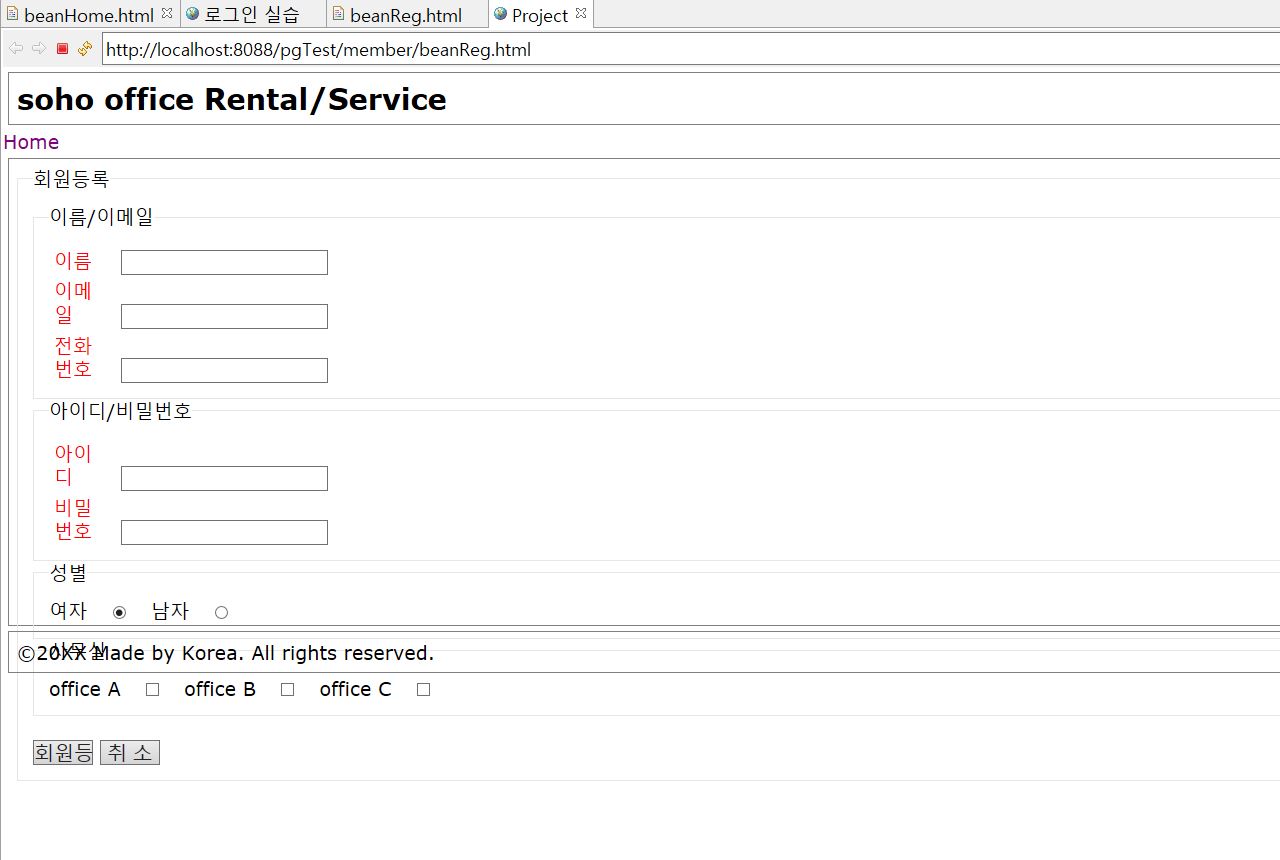 beanHome.html 로그인 실습 beanReg.html Project
http://localhost:8088/pgTest/member/beanReg.html
soho office Rental/Service
Home
회원등록
이름/이메일
이름
이메
일
전화
번호
아이디/비밀번호
아이
디
비밀
번호
성별
여자 남자
사무실
©20XX Made by Korea. All rights reserved.
office A office B office C
회원등 취 소